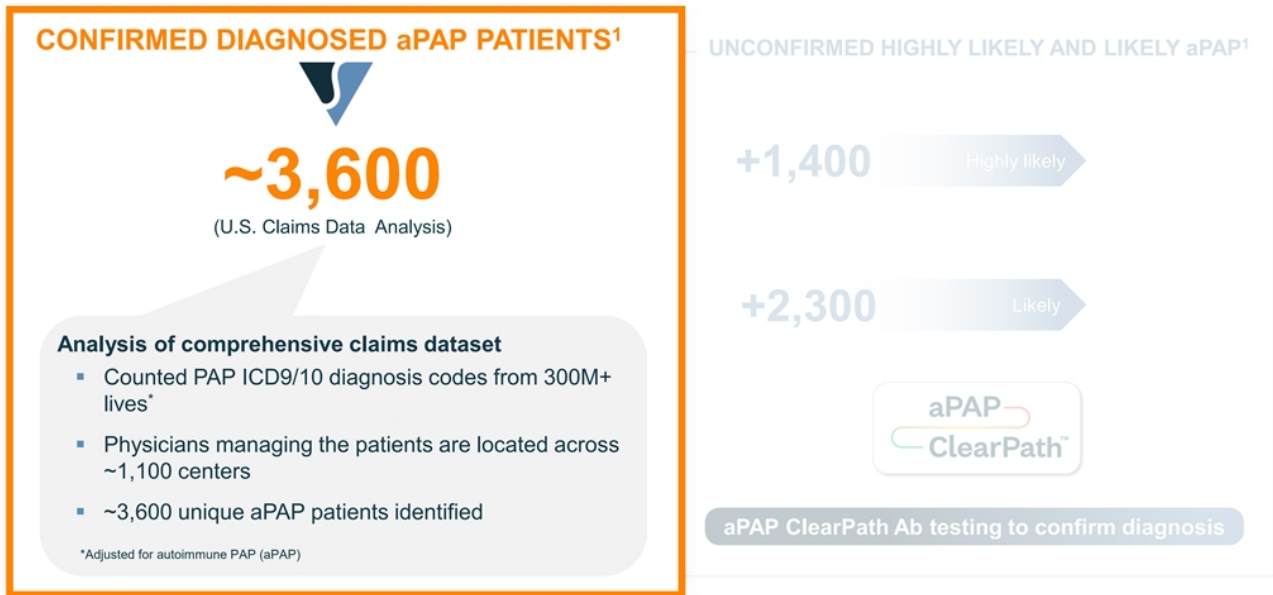 CONFIRMED DIAGNOSED aPAP PATIENTS¹
~3,600
(U.S. Claims Data Analysis)
Analysis of comprehensive claims dataset
▪ Counted PAP ICD9/10 diagnosis codes from 300M+
lives*
▪ Physicians managing the patients are located across
~1,100 centers
▪ ~3,600 unique aPAP patients identified
*Adjusted for autoimmune PAP (aPAP)
UNCONFIRMED HIGHLY LIKELY AND LIKELY aPAP¹
+1,400
Highly likely
+2,300
Likely
aPAP
ClearPath™
aPAP ClearPath Ab testing to confirm diagnosis